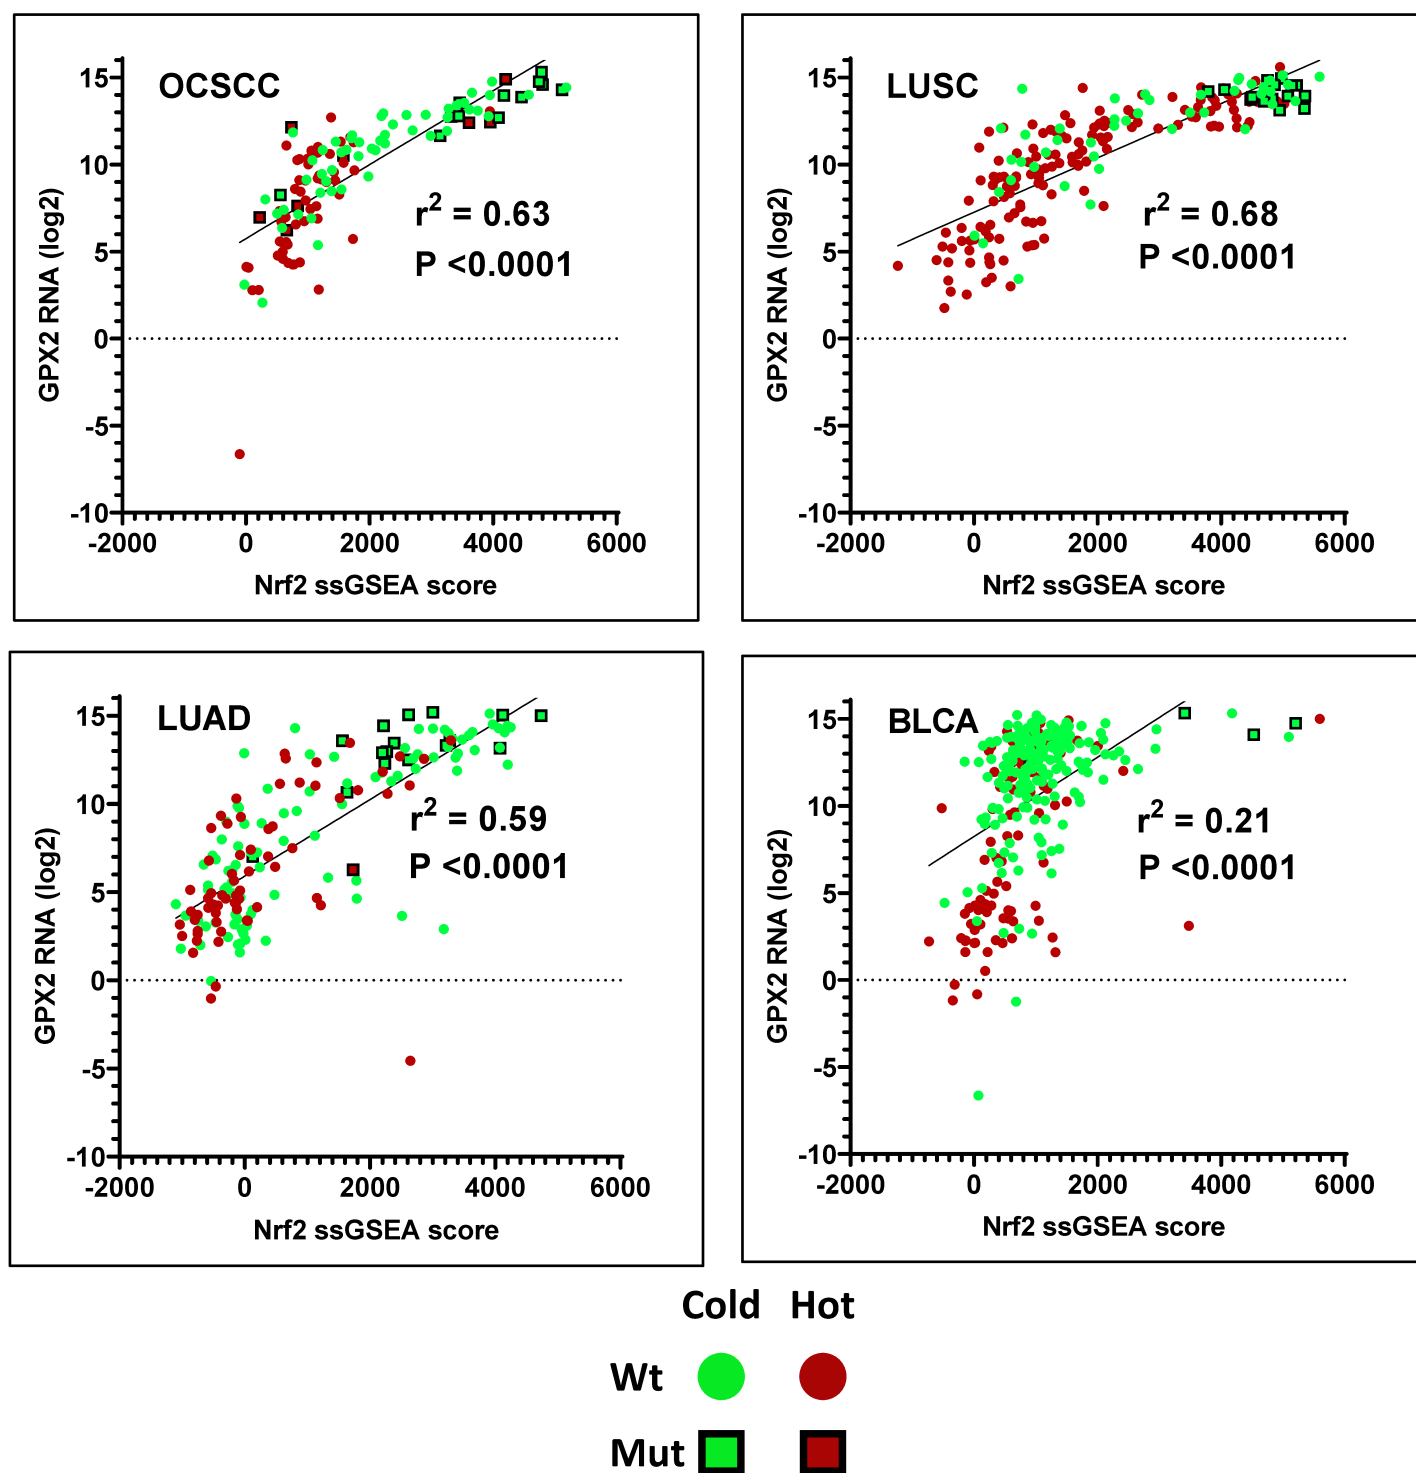 OCSCC
15
10
5
0
-5
-10
GPX2 RNA (log2)
r² = 0.63
P <0.0001
-2000 0 2000 4000 6000
Nrf2 ssGSEA score
LUSC
15
10
5
0
-5
-10
GPX2 RNA (log2)
r² = 0.68
P <0.0001
-2000 0 2000 4000 6000
Nrf2 ssGSEA score
LUAD
15
10
5
0
-5
-10
GPX2 RNA (log2)
r² = 0.59
P <0.0001
-2000 0 2000 4000 6000
Nrf2 ssGSEA score
BLCA
15
10
5
0
-5
-10
GPX2 RNA (log2)
r² = 0.21
P <0.0001
-2000 0 2000 4000 6000
Nrf2 ssGSEA score
Cold Hot
Wt
Mut